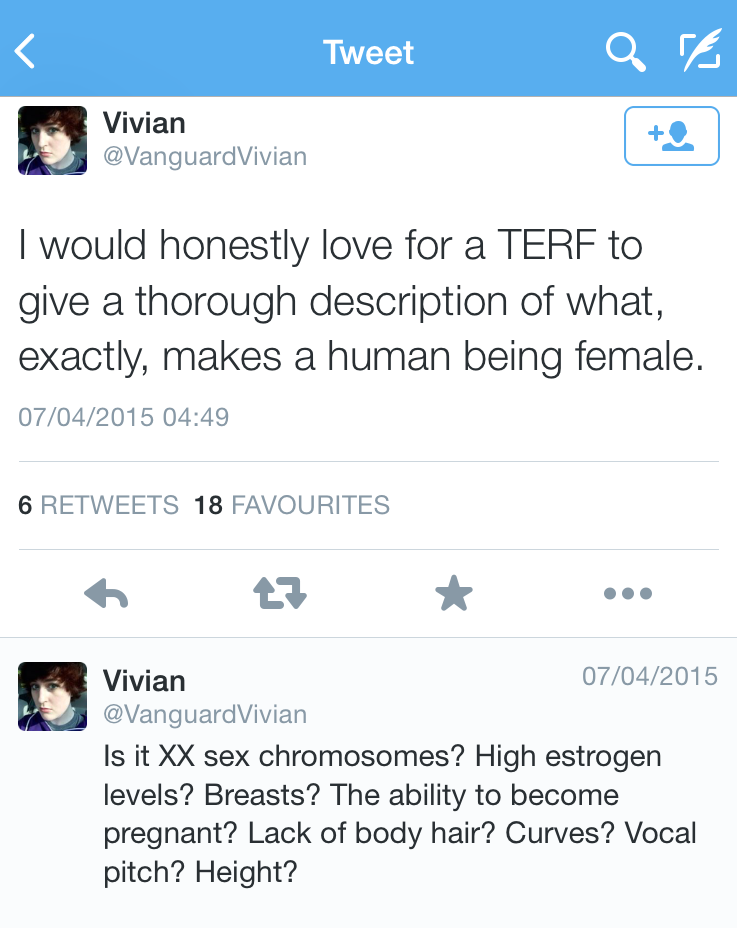 Tweet
Vivian
@VanguardVivian
I would honestly love for a TERF to
give a thorough description of what,
exactly, makes a human being female.
07/04/2015 04:49
6 RETWEETS 18 FAVOURITES
Vivian
07/04/2015
@VanguardVivian
Is it XX sex chromosomes? High estrogen
levels? Breasts? The ability to become
pregnant? Lack of body hair? Curves? Vocal
pitch? Height?